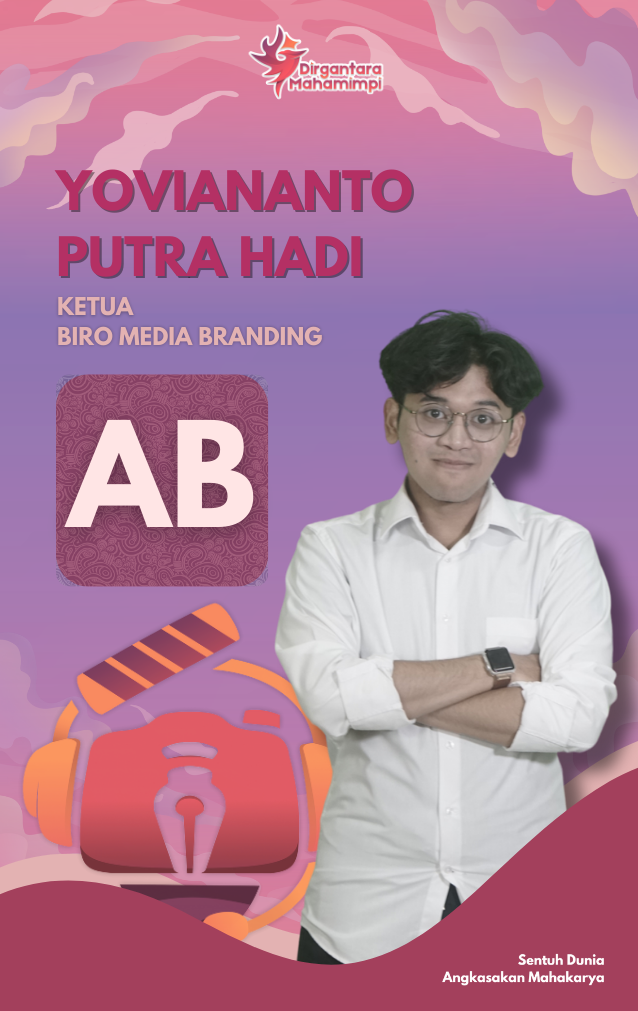 Dirgantara
Mahamimpi
YOVIANANTO
PUTRA HADI
KETUA
BIRO MEDIA BRANDING
AB
Sentuh Dunia
Angkasakan Mahakarya